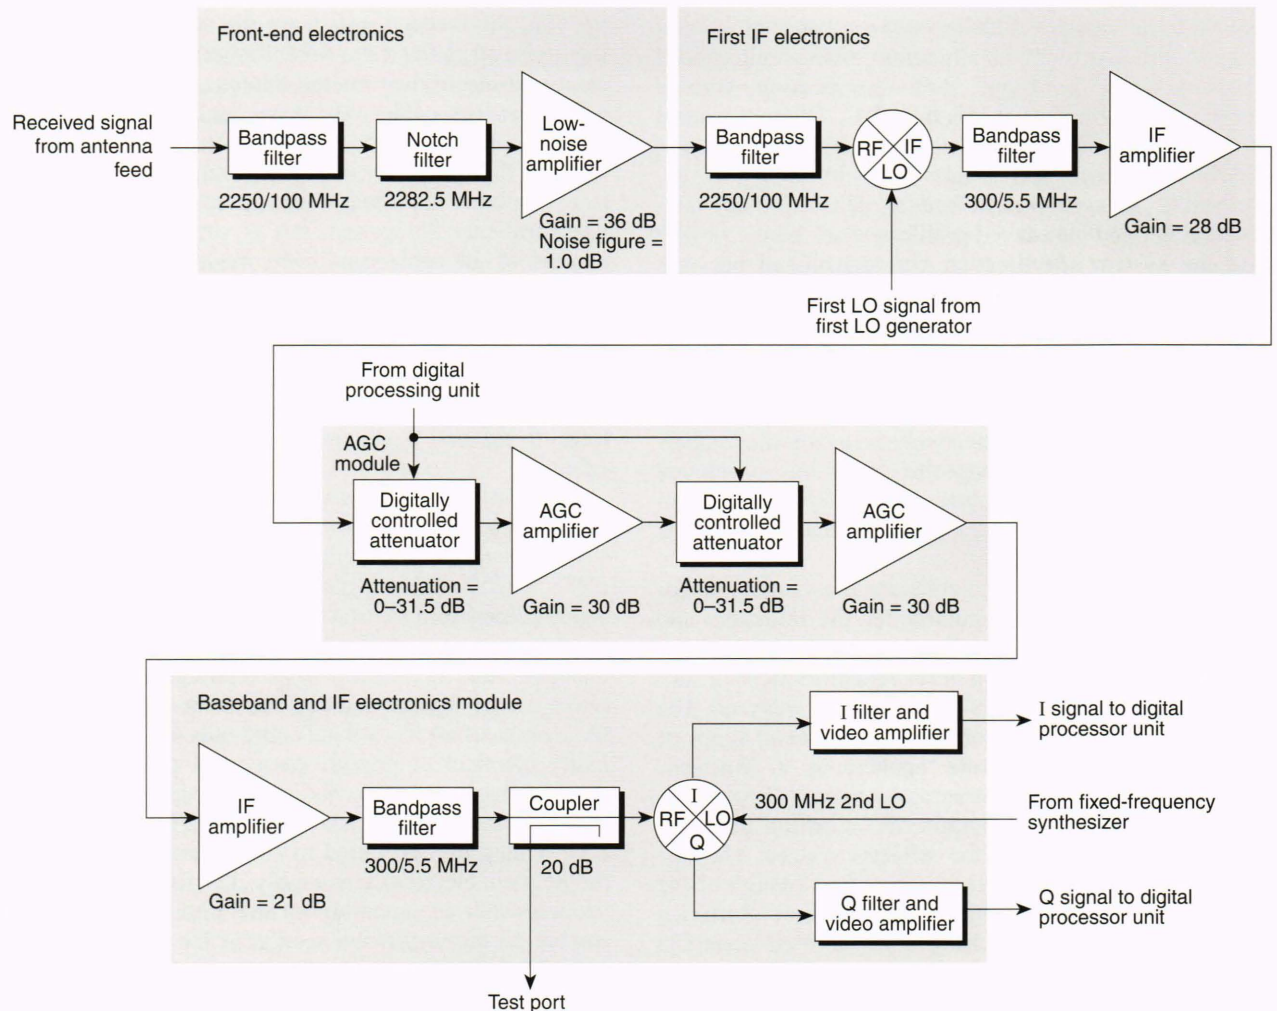 Front-end electronics
First IF electronics
Received signal
from antenna
feed
Bandpass
filter
2250/100 MHz
Notch
filter
2282.5 MHz
Low-
noise
amplifier
Gain = 36 dB
Noise figure =
1.0 dB
Bandpass
filter
2250/100 MHz
RF
IF
LO
Bandpass
filter
300/5.5 MHz
IF
amplifier
Gain = 28 dB
First LO signal from
first LO generator
From digital
processing unit
AGC
module
Digitally
controlled
attenuator
Attenuation =
0–31.5 dB
AGC
amplifier
Gain = 30 dB
Digitally
controlled
attenuator
Attenuation =
0–31.5 dB
AGC
amplifier
Gain = 30 dB
Baseband and IF electronics module
IF
amplifier
Gain = 21 dB
Bandpass
filter
300/5.5 MHz
Coupler
20 dB
Test port
I
RF
LO
Q
I filter and
video amplifier
I signal to digital
processor unit
300 MHz 2nd LO
From fixed-frequency
synthesizer
Q filter and
video amplifier
Q signal to digital
processor unit